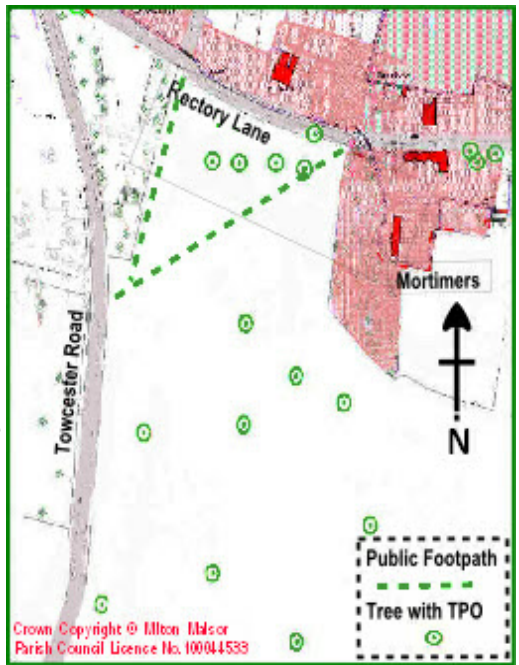 Rectory Lane
Mortimers
Towcester Road
N
Public Footpath
Tree with TPO
Crown Copyright © Milton Malsor
Parish Council Licence No. 100044533